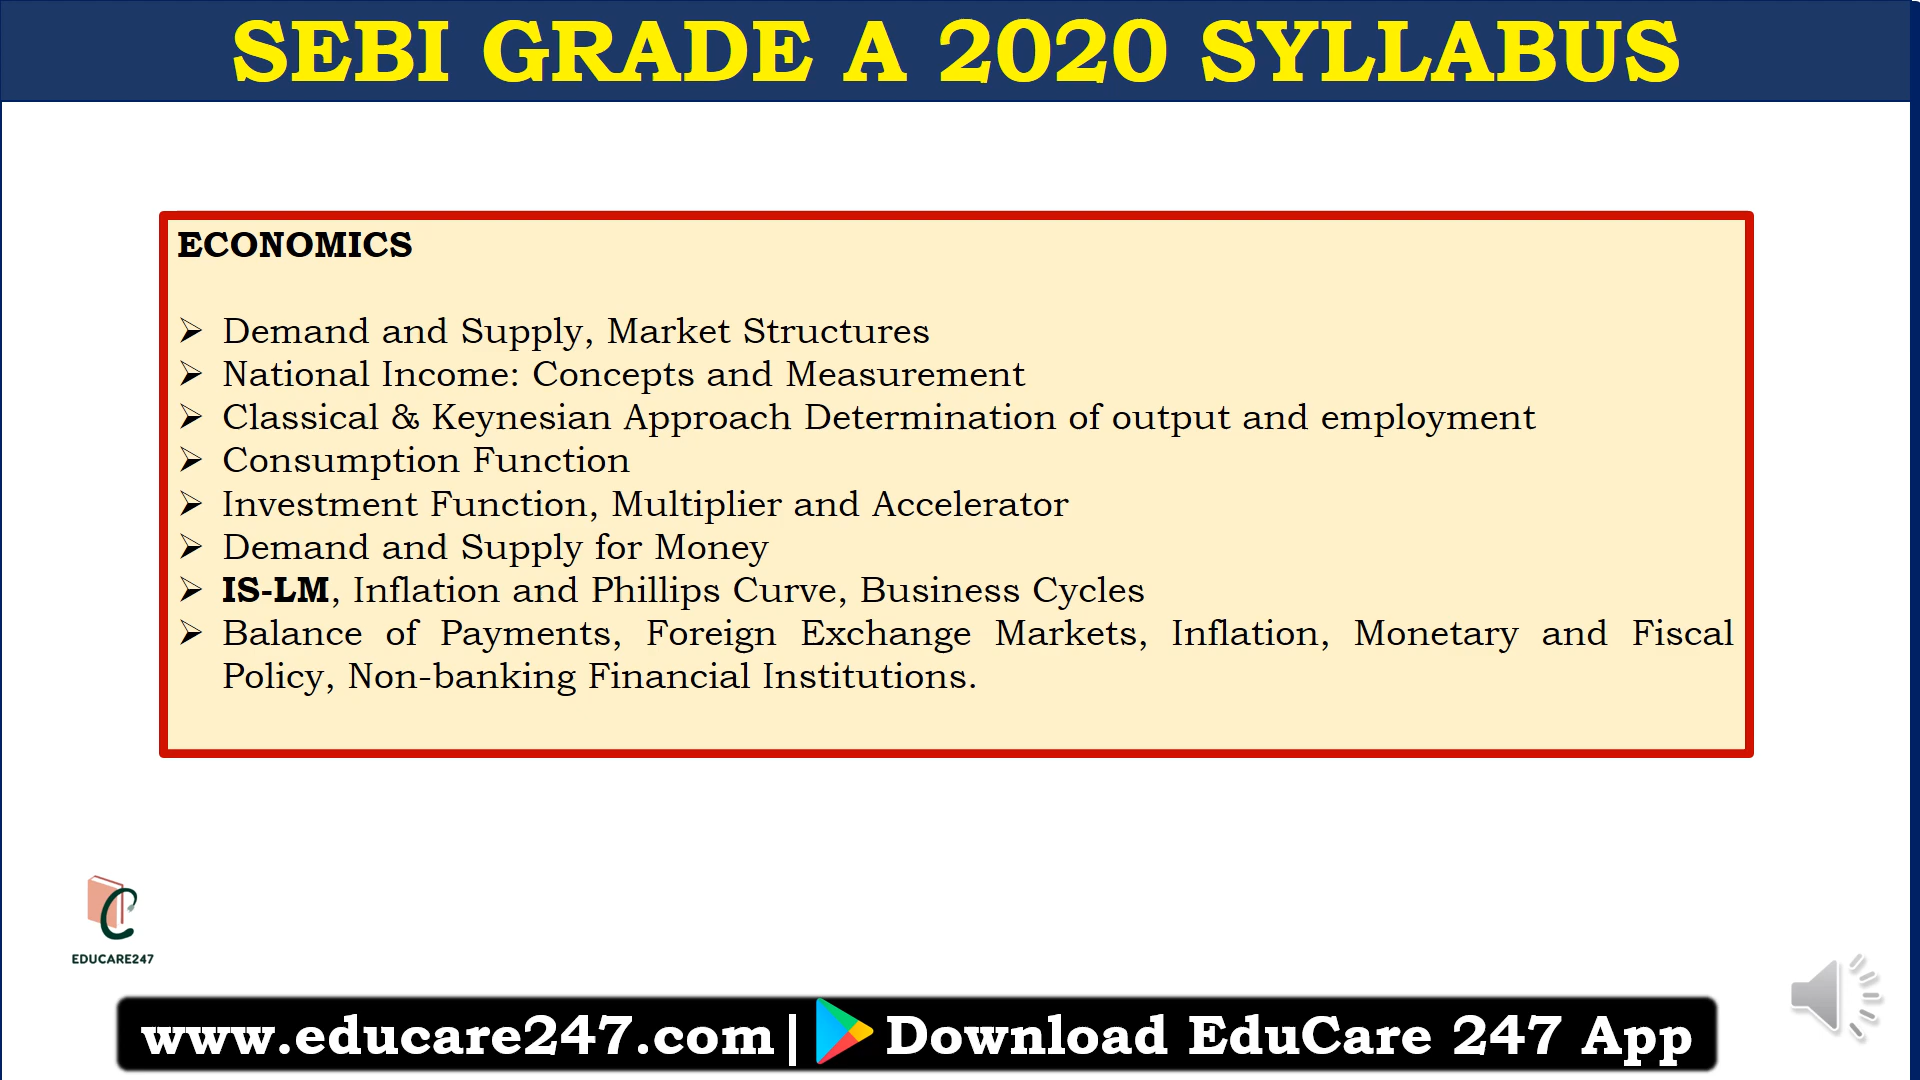 SEBI GRADE A 2020 SYLLABUS
ECONOMICS
➢ Demand and Supply, Market Structures
➢ National Income: Concepts and Measurement
➢ Classical & Keynesian Approach Determination of output and employment
➢ Consumption Function
➢ Investment Function, Multiplier and Accelerator
➢ Demand and Supply for Money
➢ IS-LM, Inflation and Phillips Curve, Business Cycles
➢ Balance of Payments, Foreign Exchange Markets, Inflation, Monetary and Fiscal
Policy, Non-banking Financial Institutions.
EDUCARE247
www.educare247.com| Download EduCare 247 App